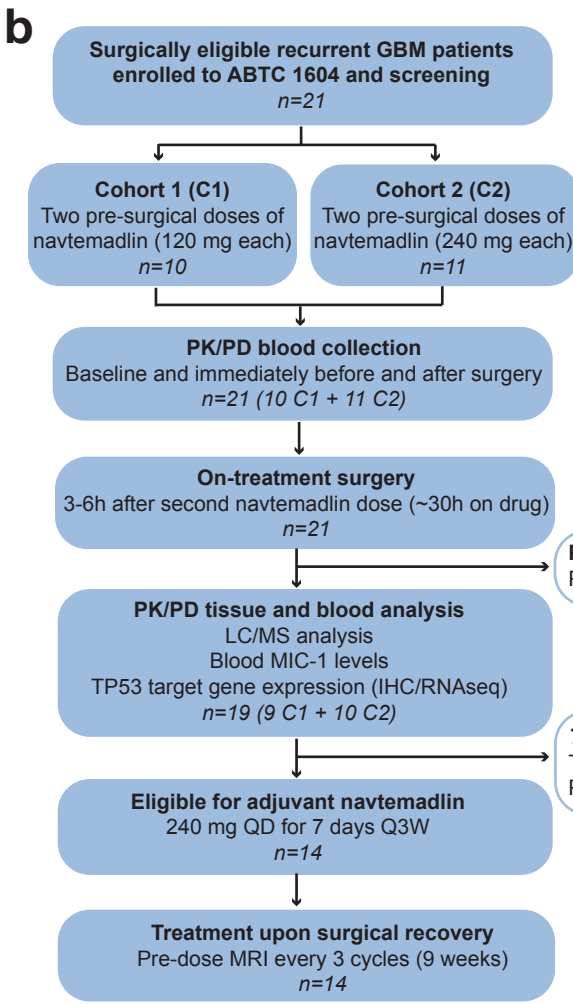 b
Surgically eligible recurrent GBM patients
enrolled to ABTC 1604 and screening
n=21
Cohort 1 (C1)
Two pre-surgical doses of
navtemadlin (120 mg each)
n=10
Cohort 2 (C2)
Two pre-surgical doses of
navtemadlin (240 mg each)
n=11
PK/PD blood collection
Baseline and immediately before and after surgery
n=21 (10 C1 + 11 C2)
On-treatment surgery
3-6h after second navtemadlin dose (~30h on drug)
n=21
PK/PD tissue and blood analysis
LC/MS analysis
Blood MIC-1 levels
TP53 target gene expression (IHC/RNAseq)
n=19 (9 C1 + 10 C2)
Eligible for adjuvant navtemadlin
240 mg QD for 7 days Q3W
n=14
Treatment upon surgical recovery
Pre-dose MRI every 3 cycles (9 weeks)
n=14